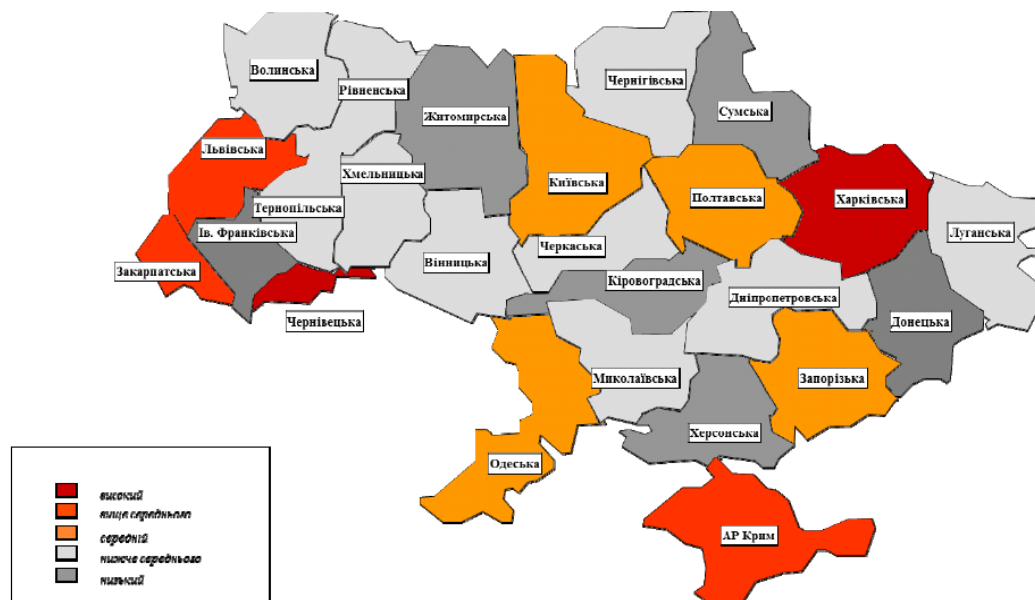 Волинська
Рівненська
Чернігівська
Житомирська
Сумська
Львівська
Хмельницька
Київська
Полтавська
Харківська
Тернопільська
Ів. Франківська
Черкаська
Луганська
Вінницька
Закарпатська
Кіровоградська
Дніпропетровська
Чернівецька
Донецька
Миколаївська
Запорізька
Херсонська
Одеська
АР Крим
високий
вище середнього
середній
нижче середнього
низький